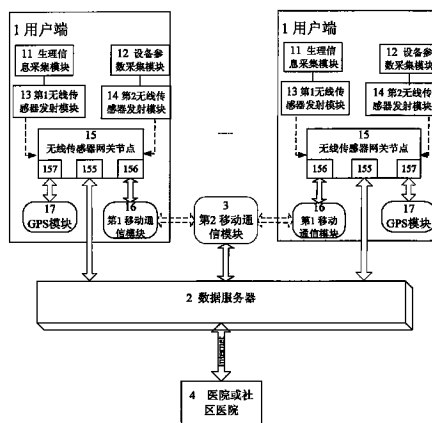 1 用户端
11 生理信
息采集模块
12 设备参
数采集模块
13 第1无线传
感器发射模块
14 第2无线传
感器发射模块
15
无线传感器网关节点
157
155
156
17
GPS模块
16
第1移动通
信模块
3
第2移动通
信模块
1 用户端
11 生理信
息采集模块
12 设备参
数采集模块
13 第1无线传
感器发射模块
14 第2无线传
感器发射模块
15
无线传感器网关节点
156
155
157
16
第1移动
通信模块
17
GPS模块
2 数据服务器
Internet
4 医院或社
区医院